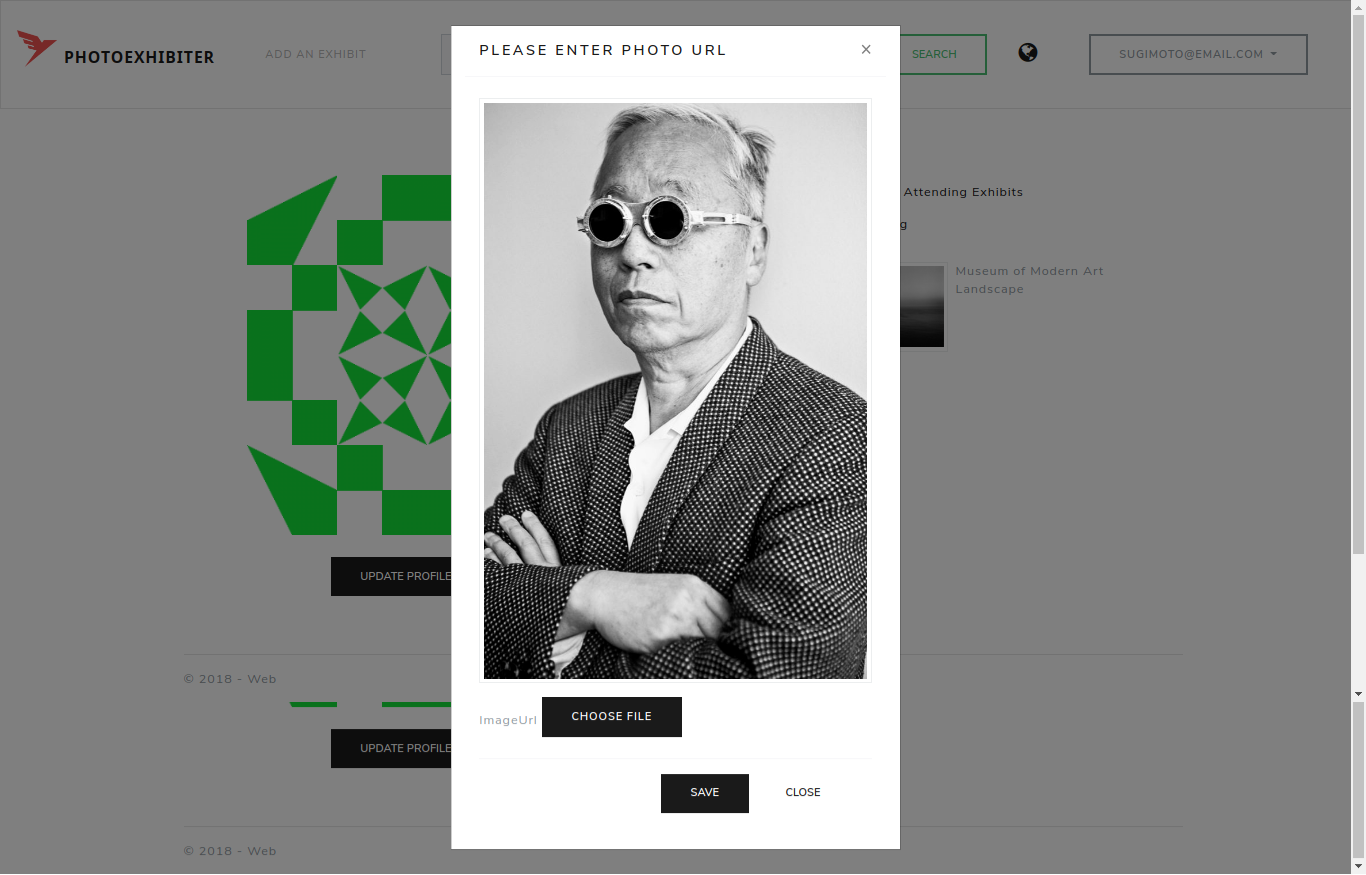 PHOTOEXHIBITER
ADD AN EXHIBIT
SEARCH
SUGIMOTO@EMAIL.COM
PLEASE ENTER PHOTO URL
×
Attending Exhibits
g
Museum of Modern Art
Landscape
UPDATE PROFILE
ImageUrl
CHOOSE FILE
SAVE
CLOSE
© 2018 - Web
UPDATE PROFILE
© 2018 - Web